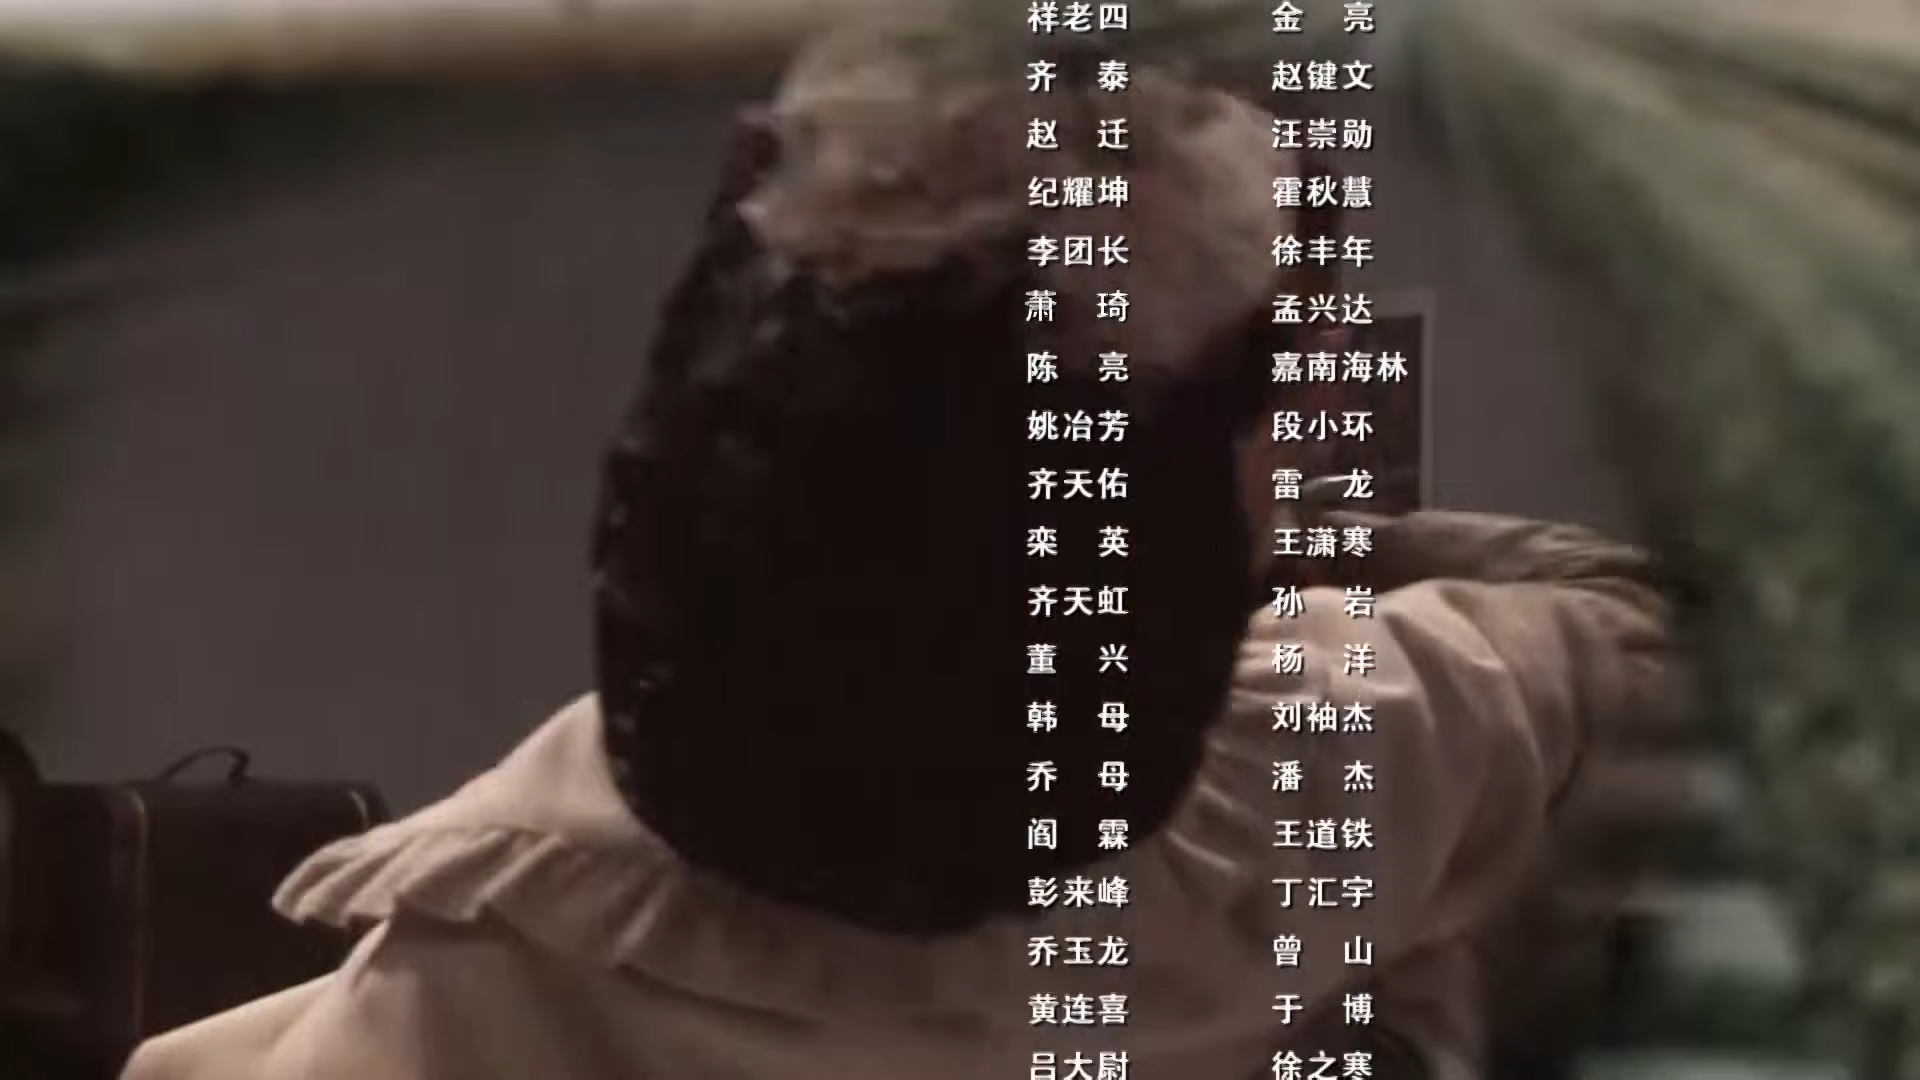 祥老四 金亮
齐泰 赵键文
赵迁 汪崇勋
纪耀坤 霍秋慧
李团长 徐丰年
萧琦 孟兴达
陈亮 嘉南海林
姚冶芳 段小环
齐天佑 雷龙
栾英 王潇寒
齐天虹 孙岩
董兴 杨洋
韩母 刘袖杰
乔母 潘杰
阎霖 王道铁
彭来峰 丁汇宇
乔玉龙 曾山
黄连喜 于博
吕大尉 徐之寒